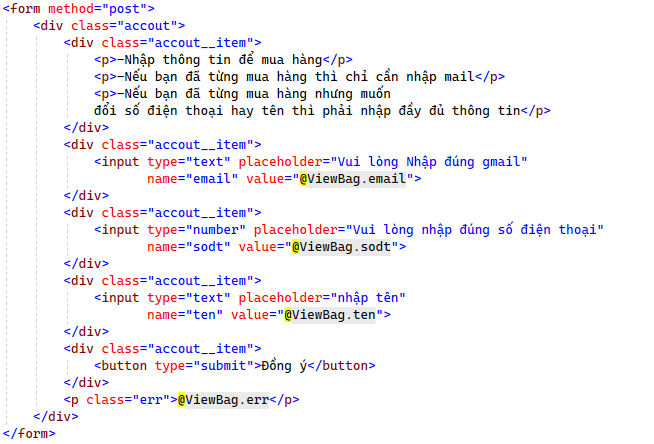 <form method="post">
<div class="accout">
<div class="accout__item">
<p>-Nhập thông tin để mua hàng</p>
<p>-Nếu bạn đã từng mua hàng thì chỉ cần nhập mail</p>
<p>-Nếu bạn đã từng mua hàng nhưng muốn
đổi số điện thoại hay tên thì phải nhập đầy đủ thông tin</p>
</div>
<div class="accout__item">
<input type="text" placeholder="Vui lòng Nhập đúng gmail"
name="email" value="@ViewBag.email">
</div>
<div class="accout__item">
<input type="number" placeholder="Vui lòng nhập đúng số điện thoại"
name="sodt" value="@ViewBag.sodt">
</div>
<div class="accout__item">
<input type="text" placeholder="nhập tên"
name="ten" value="@ViewBag.ten">
</div>
<div class="accout__item">
<button type="submit">Đồng ý</button>
</div>
<p class="err">@ViewBag.err</p>
</div>
</form>